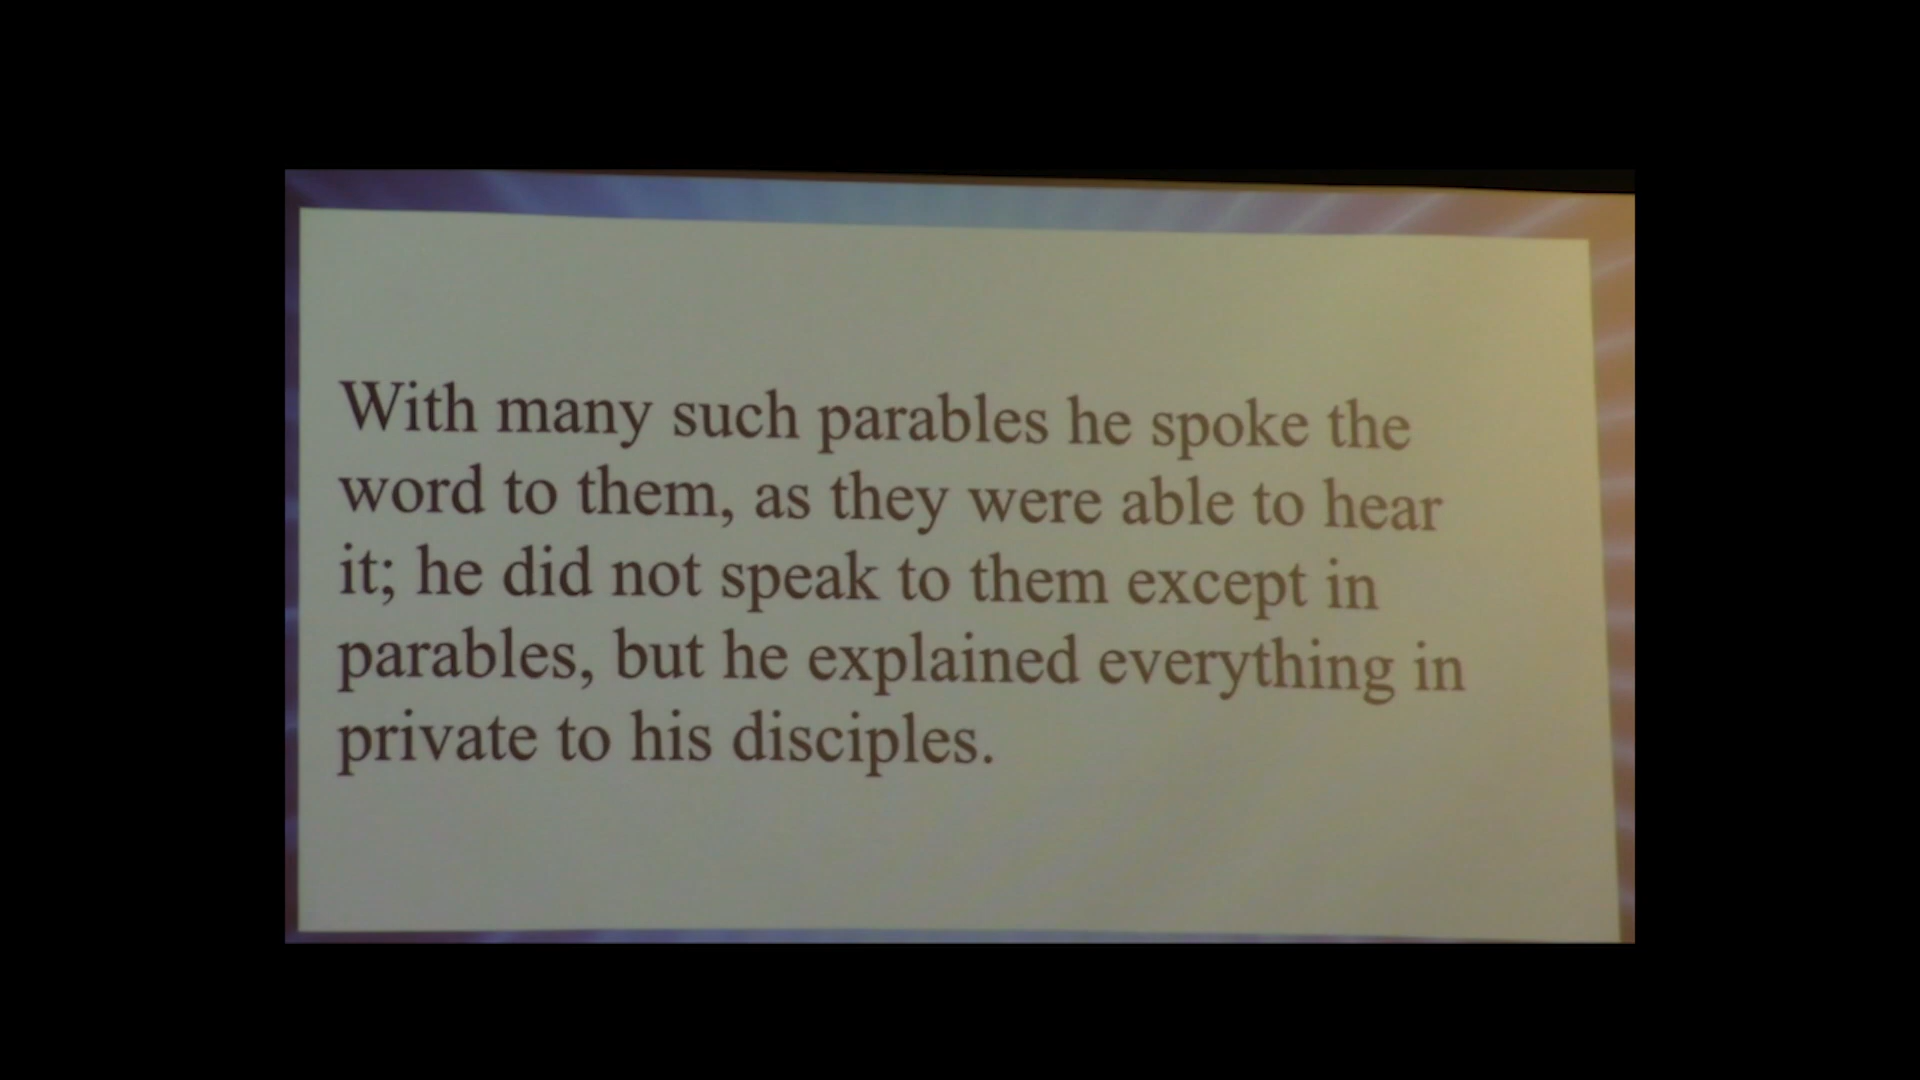 With many such parables he spoke the
word to them, as they were able to hear
it; he did not speak to them except in
parables, but he explained everything in
private to his disciples.